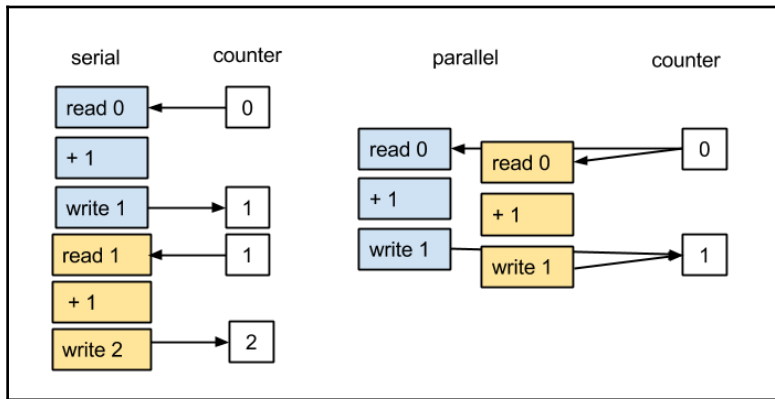 serial counter
read 0 0
+ 1
write 1 1
read 1 1
+ 1
write 2 2
parallel counter
read 0 read 0 0
+ 1 + 1
write 1 write 1 1